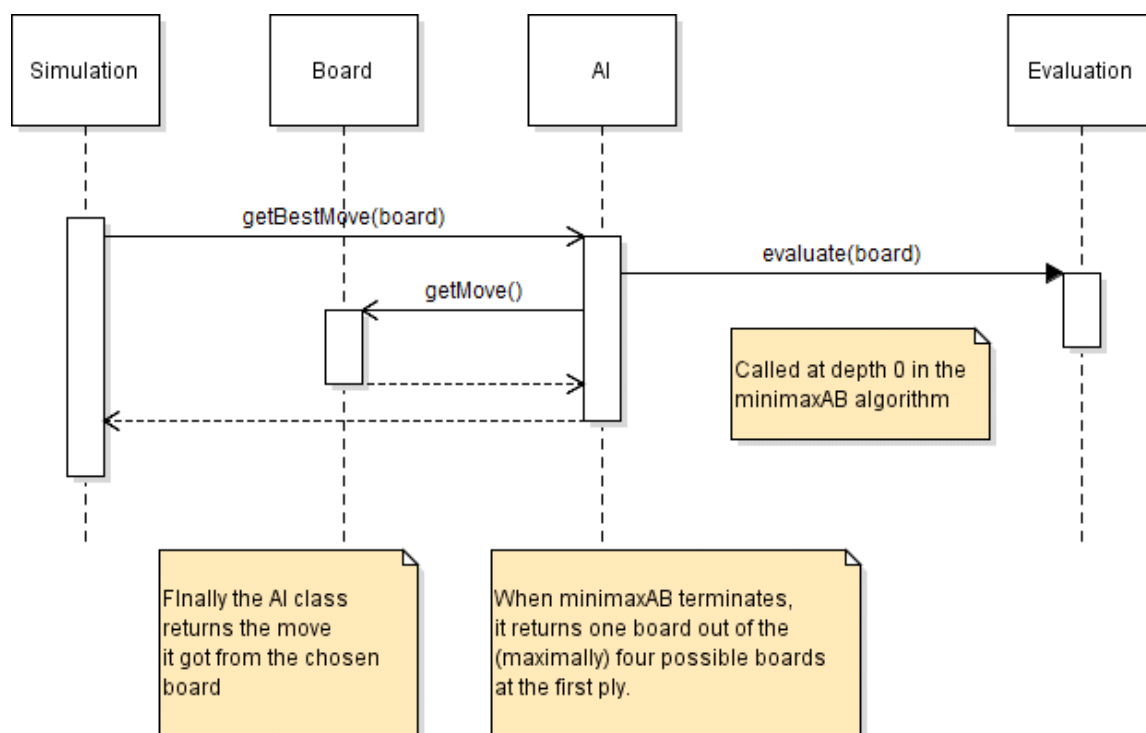 Simulation
Board
AI
Evaluation
getBestMove(board)
evaluate(board)
getMove()
Called at depth 0 in the
minimaxAB algorithm
FInally the AI class
returns the move
it got from the chosen
board
When minimaxAB terminates,
it returns one board out of the
(maximally) four possible boards
at the first ply.